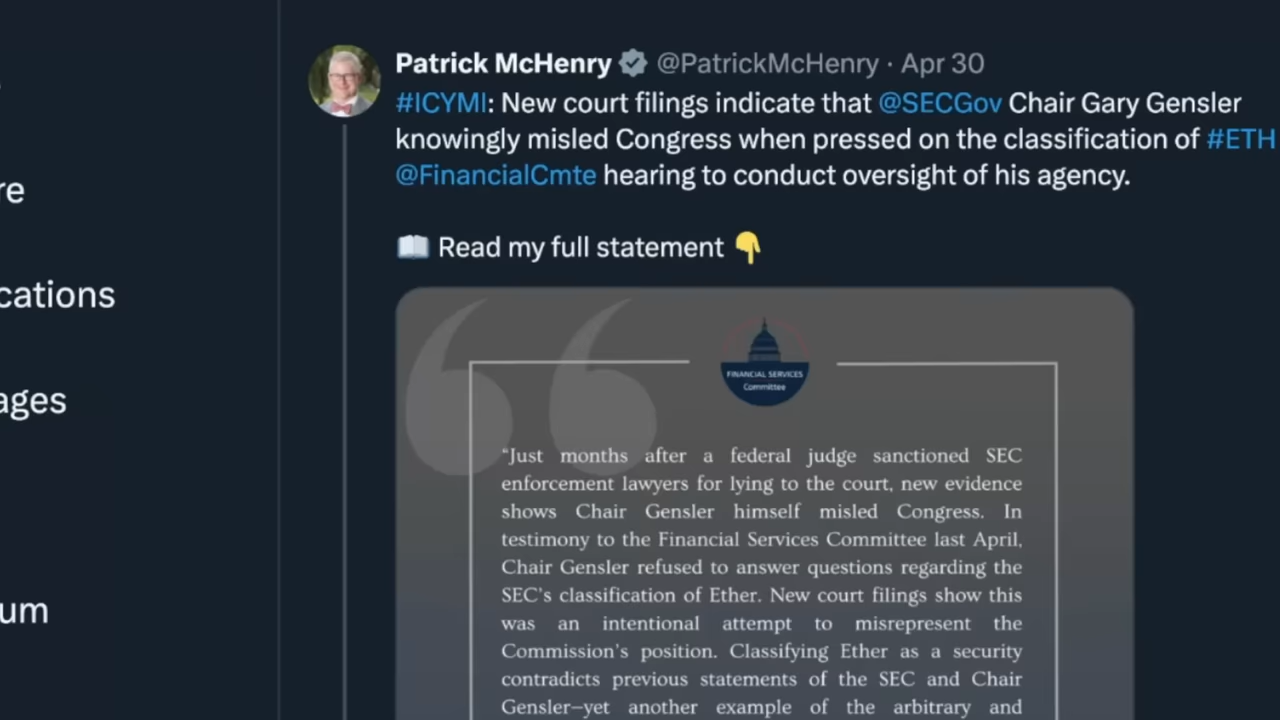 Patrick McHenry @PatrickMcHenry · Apr 30
#ICYMI: New court filings indicate that @SECGov Chair Gary Gensler
knowingly misled Congress when pressed on the classification of #ETH
@FinancialCmte hearing to conduct oversight of his agency.
📖 Read my full statement 👇
re
cations
ages
um
FINANCIAL SERVICES
Committee
“Just months after a federal judge sanctioned SEC
enforcement lawyers for lying to the court, new evidence
shows Chair Gensler himself misled Congress. In
testimony to the Financial Services Committee last April,
Chair Gensler refused to answer questions regarding the
SEC's classification of Ether. New court filings show this
was an intentional attempt to misrepresent the
Commission's position. Classifying Ether as a security
contradicts previous statements of the SEC and Chair
Gensler—yet another example of the arbitrary and